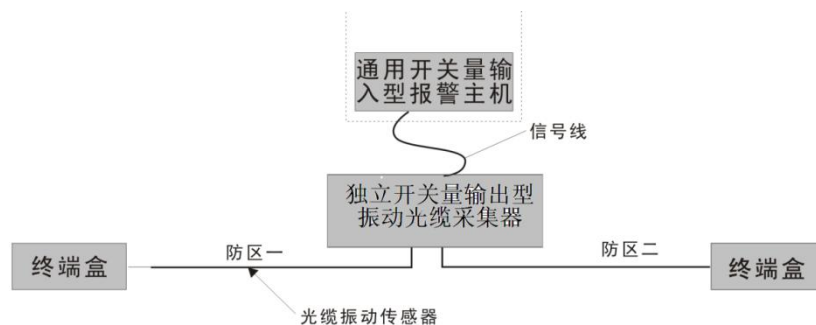 通用开关量输
入型报警主机
信号线
独立开关量输出型
振动光缆采集器
防区一
防区二
终端盒
终端盒
光缆振动传感器